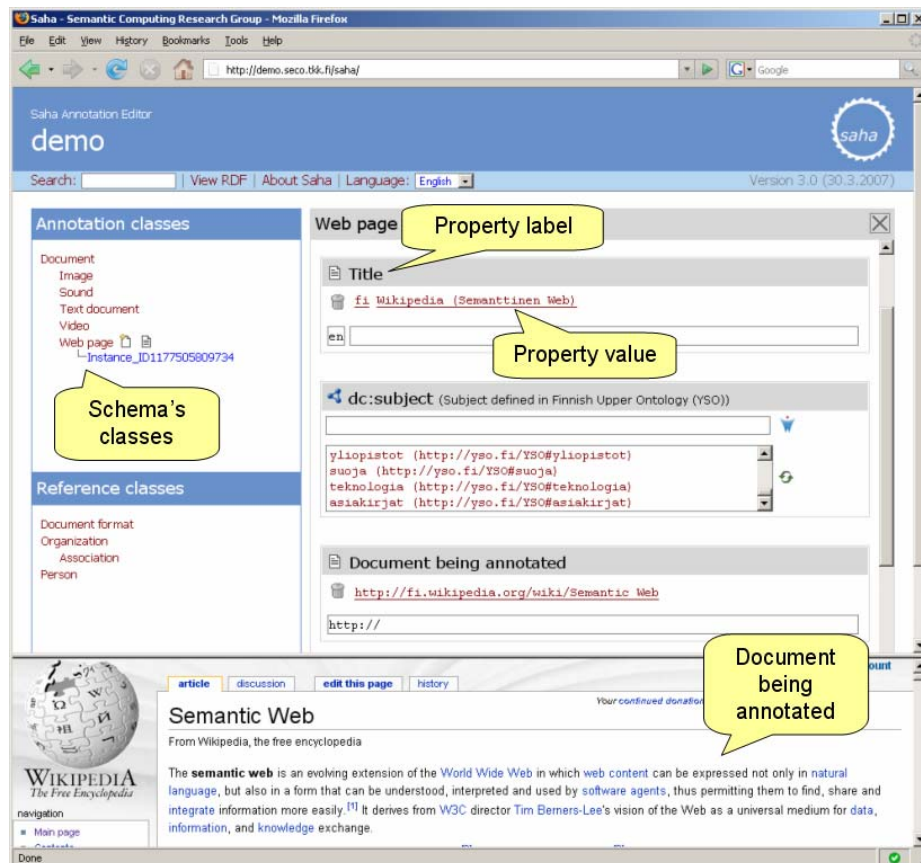 Saha - Semantic Computing Research Group - Mozilla Firefox
File Edit View History Bookmarks Tools Help
http://demo.seco.tkk.fi/saha/
G Google
Saha Annotation Editor
demo
saha
Search: | View RDF | About Saha | Language: English
Version 3.0 (30.3.2007)
Annotation classes
Document
Image
Sound
Text document
Video
Web page
Instance_ID1177505809734
Schema's
classes
Reference classes
Document format
Organization
Association
Person
Web page
Property label
Title
fi Wikipedia (Semanttinen Web)
en
Property value
dc:subject (Subject defined in Finnish Upper Ontology (YSO))
yliopistot (http://yso.fi/YSO#yliopistot)
suoja (http://yso.fi/YSO#suoja)
teknologia (http://yso.fi/YSO#teknologia)
asiakirjat (http://yso.fi/YSO#asiakirjat)
Document being annotated
http://fi.wikipedia.org/wiki/Semantic Web
http://
Document
being
annotated
WIKIPEDIA
The Free Encyclopedia
navigation
Main page
article discussion edit this page history
Your continued
Semantic Web
From Wikipedia, the free encyclopedia
The semantic web is an evolving extension of the World Wide Web in which web content can be expressed not only in natural
language, but also in a form that can be understood, interpreted and used by software agents, thus permitting them to find, share and
integrate information more easily.[1] It derives from W3C director Tim Berners-Lee's vision of the Web as a universal medium for data,
information, and knowledge exchange.
Done